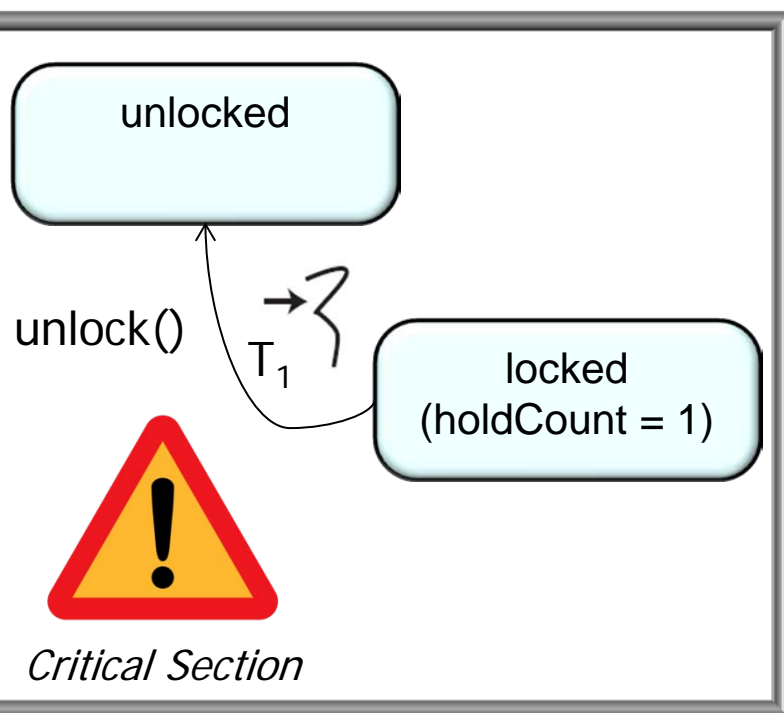 unlocked
unlock()
T1
locked
(holdCount = 1)
Critical Section